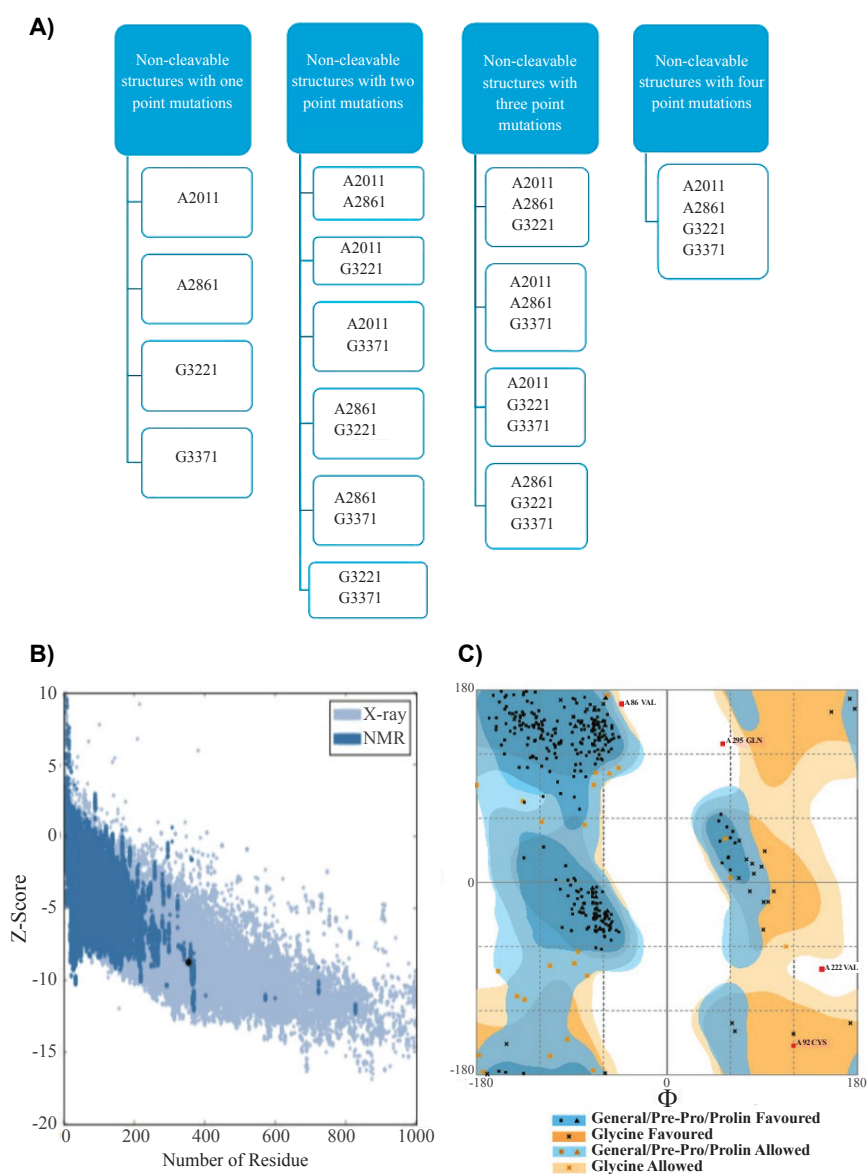 A)
Non-cleavable
structures with one
point mutations
Non-cleavable
structures with two
point mutations
Non-cleavable
structures with
three point
mutations
Non-cleavable
structures with four
point mutations
A2011
A2861
G3221
G3371
A2011
A2861
A2011
G3221
A2011
G3371
A2861
G3221
A2861
G3371
G3221
G3371
A2011
A2861
G3221
A2011
A2861
G3371
A2011
G3221
G3371
A2861
G3221
G3371
A2011
A2861
G3221
G3371
B)
10
5
0
-5
-10
-15
-20
Z-Score
0
200
400
600
800
1000
Number of Residue
X-ray
NMR
C)
180
0
-180
-180
0
180
Φ
A 86 VAL
A 295 GLN
A 222 VAL
A 92 CYS
General/Pre-Pro/Prolin Favoured
Glycine Favoured
General/Pre-Pro/Prolin Allowed
Glycine Allowed